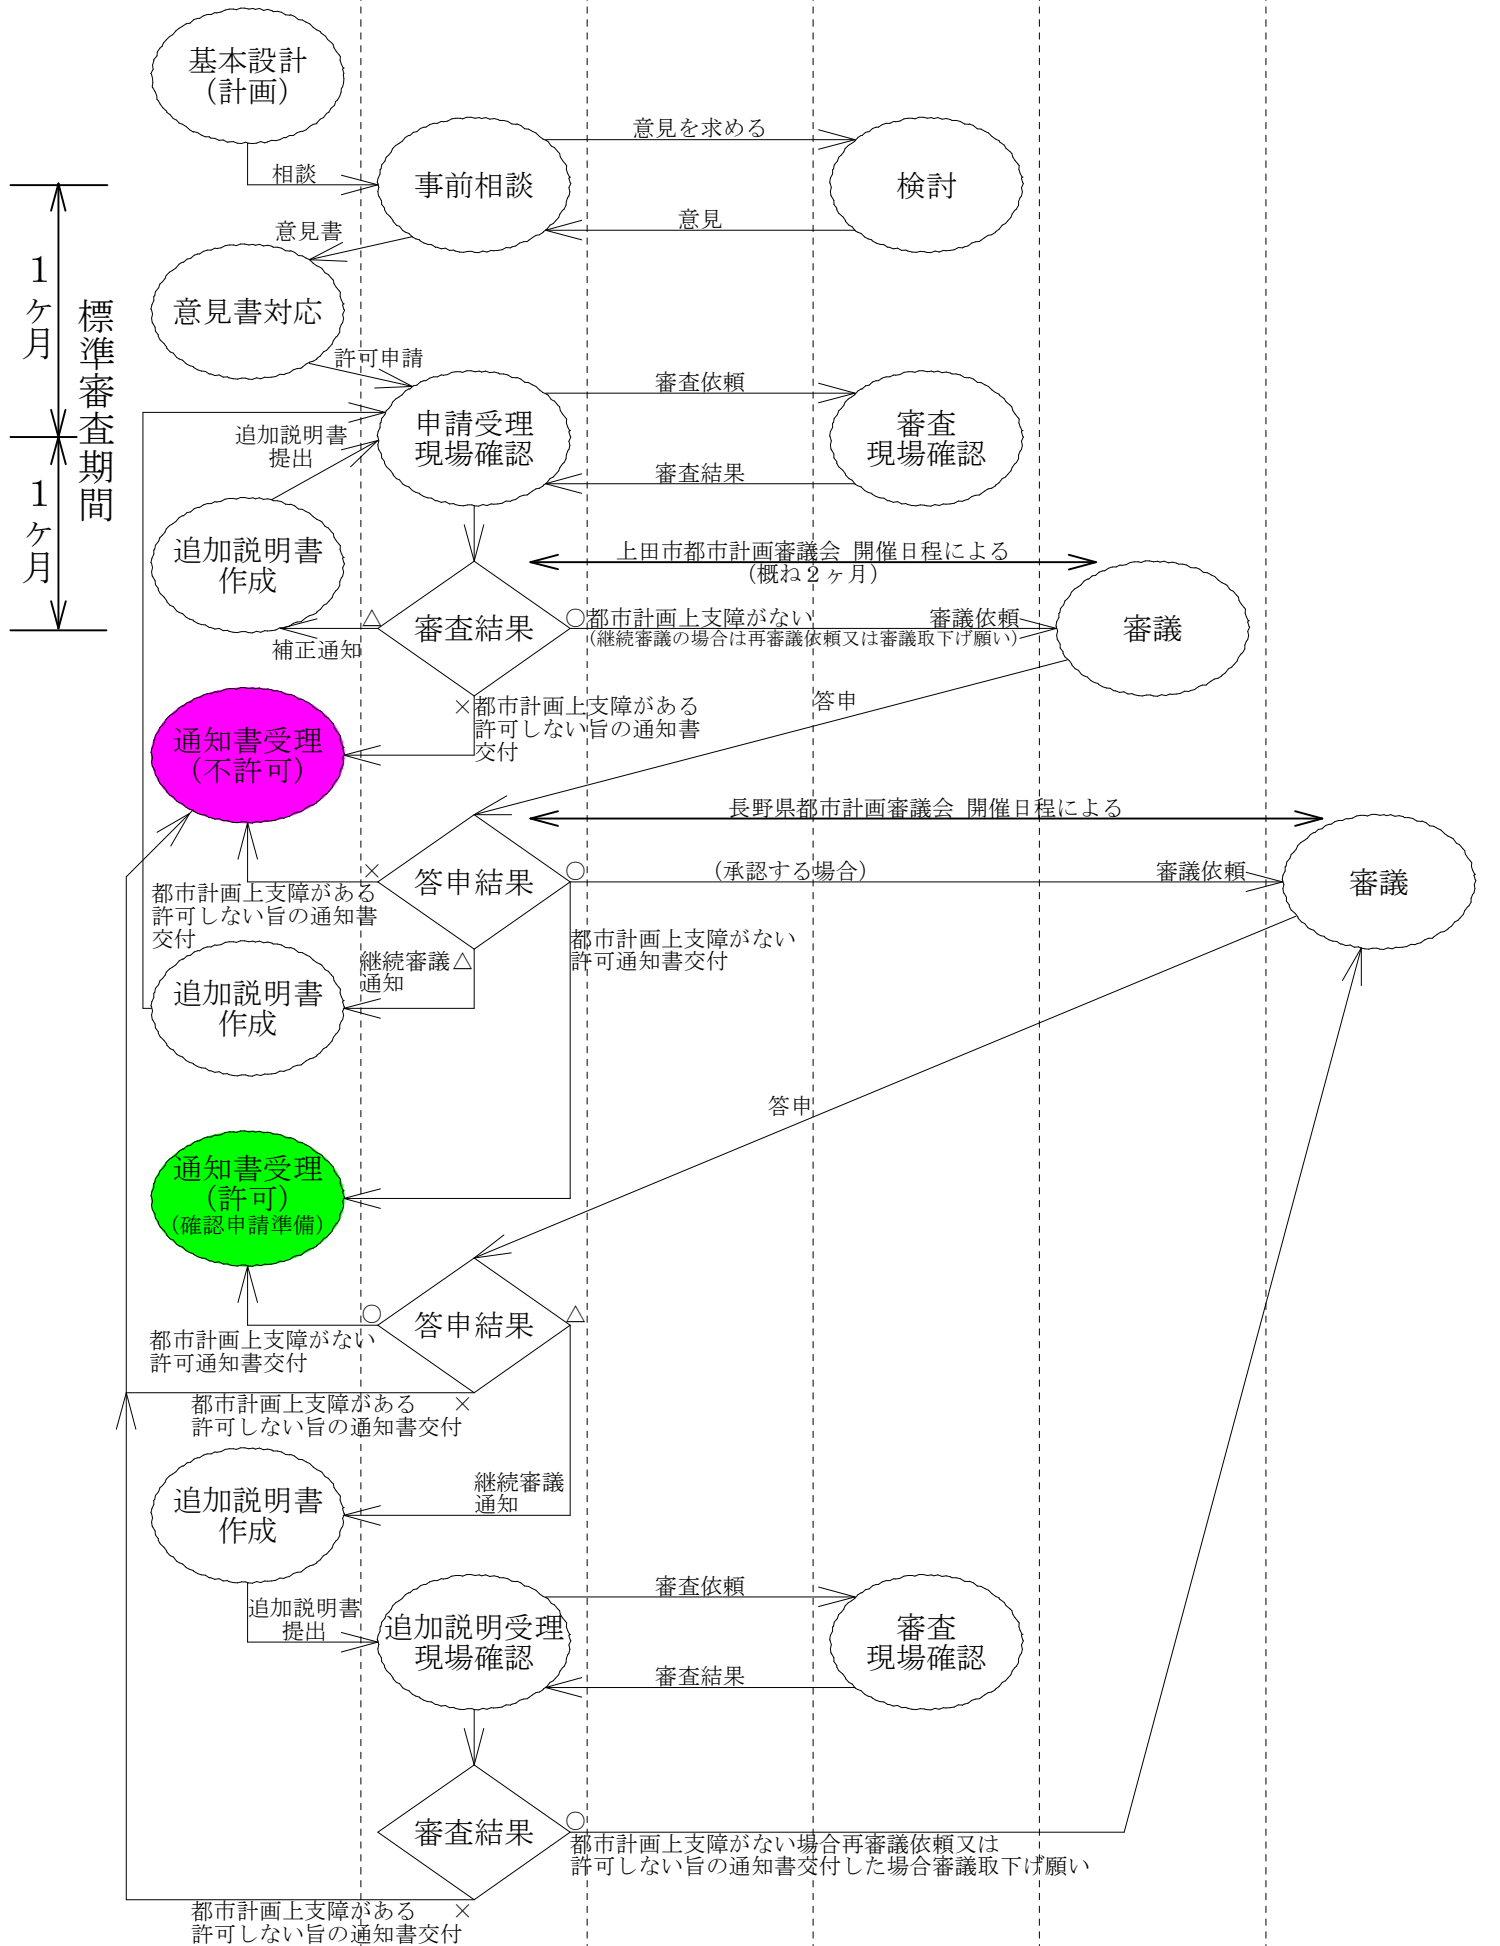 基本設計
（計画）
意見を求める
相談
事前相談
検討
意見
意見書
1ヶ月
標準審査期間
意見書対応
許可申請
審査依頼
申請受理
現場確認
審査
現場確認
追加説明書
提出
審査結果
1ヶ月
追加説明書
作成
上田市都市計画審議会 開催日程による
（概ね２ヶ月）
△
審査結果
○都市計画上支障がない
審議依頼
（継続審議の場合は再審議依頼又は審議取下げ願い）
審議
補正通知
×都市計画上支障がある
許可しない旨の通知書
交付
答申
通知書受理
（不許可）
長野県都市計画審議会 開催日程による
×
答申結果
○
（承認する場合）
審議依頼
審議
都市計画上支障がある
許可しない旨の通知書
交付
都市計画上支障がない
許可通知書交付
継続審議△
通知
追加説明書
作成
答申
通知書受理
（許可）
（確認申請準備）
○
答申結果
△
都市計画上支障がない
許可通知書交付
都市計画上支障がある ×
許可しない旨の通知書交付
継続審議
通知
追加説明書
作成
審査依頼
追加説明書
提出
追加説明受理
現場確認
審査
現場確認
審査結果
審査結果
○
都市計画上支障がない場合再審議依頼又は
許可しない旨の通知書交付した場合審議取下げ願い
都市計画上支障がある ×
許可しない旨の通知書交付